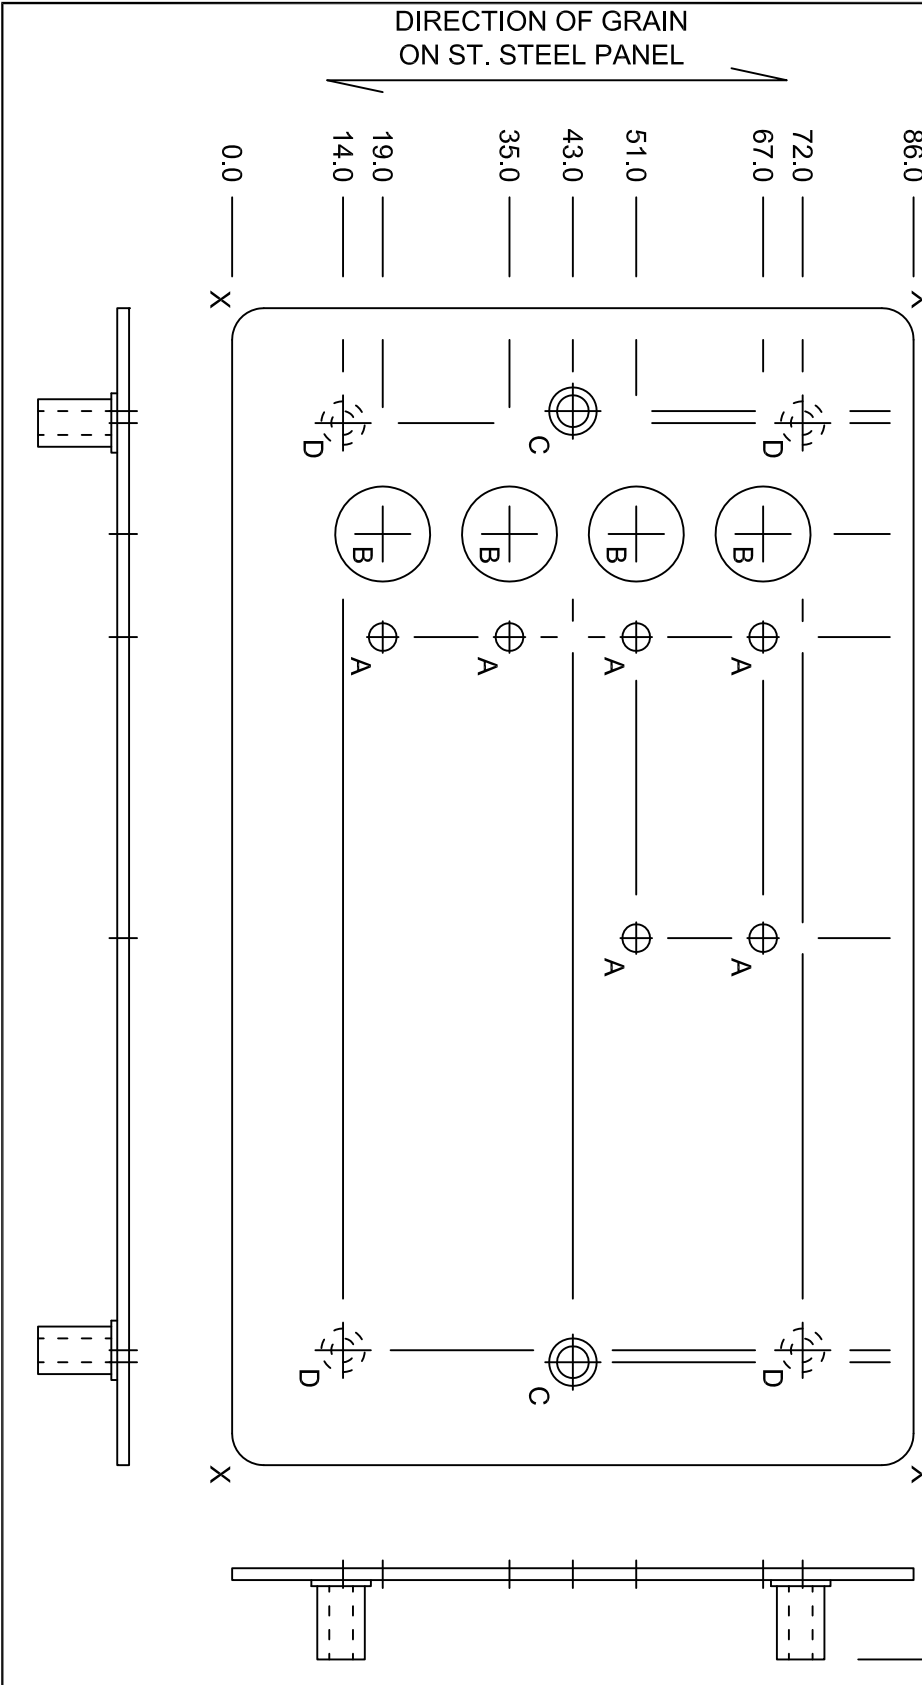 DIRECTION OF GRAIN
ON ST. STEEL PANEL
0.0
14.0
19.0
35.0
43.0
51.0
67.0
72.0
86.0
X
D
C
D
B
B
B
B
A
A
A
A
A
A
D
C
D
X